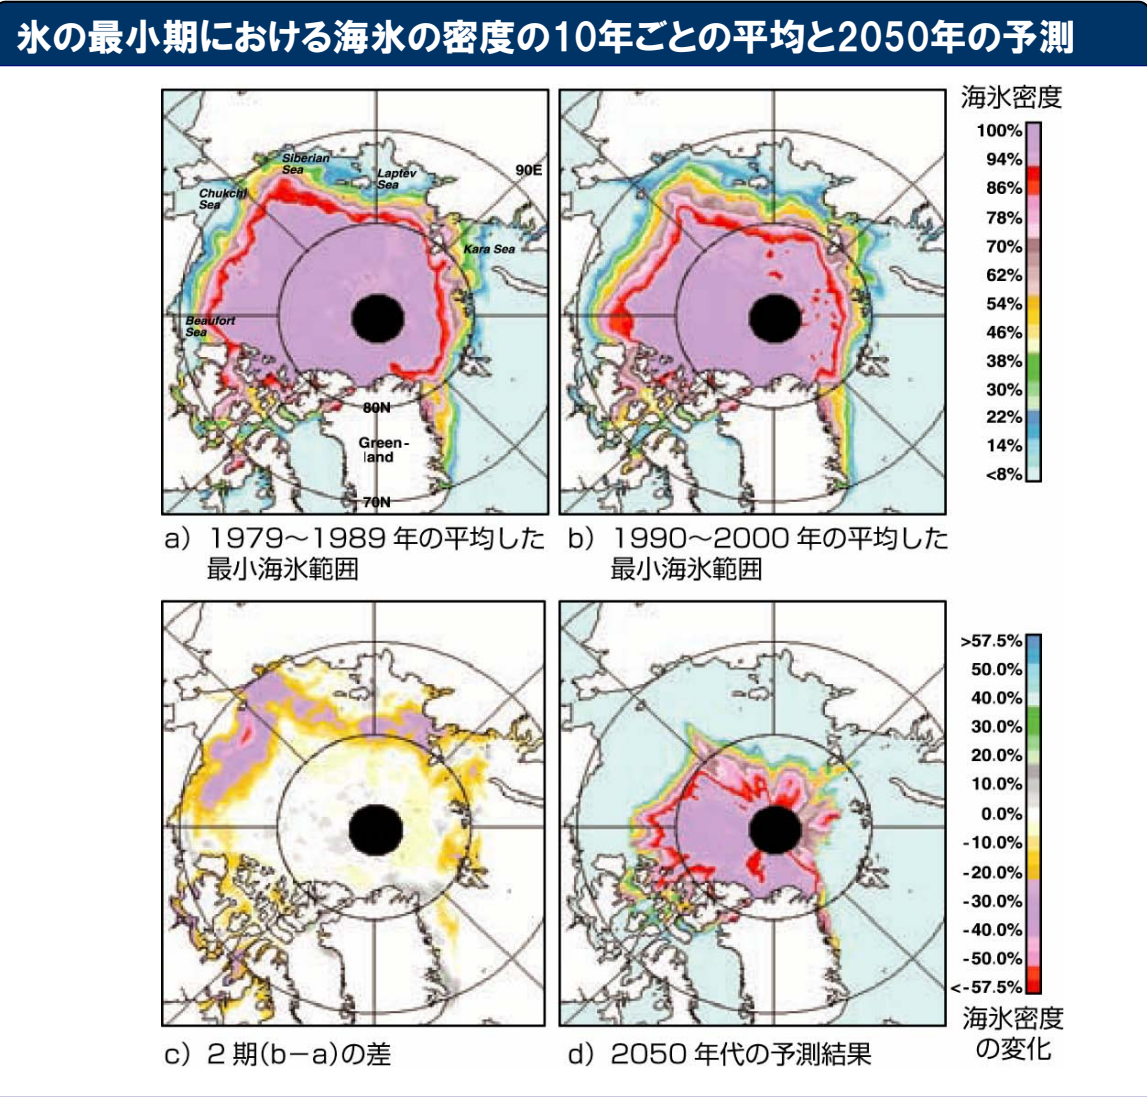 氷の最小期における海氷の密度の10年ごとの平均と2050年の予測
海氷密度
100%
94%
86%
78%
70%
62%
54%
46%
38%
30%
22%
14%
<8%
Siberian
Sea
Laptev
Sea
90E
Chukchi
Sea
Kara Sea
Beaufort
Sea
80N
Green-
land
70N
a）1979～1989 年の平均した
最小海氷範囲
b）1990～2000 年の平均した
最小海氷範囲
>57.5%
50.0%
40.0%
30.0%
20.0%
10.0%
0.0%
-10.0%
-20.0%
-30.0%
-40.0%
-50.0%
<-57.5%
海氷密度
の変化
c）2 期(b－a)の差
d）2050 年代の予測結果